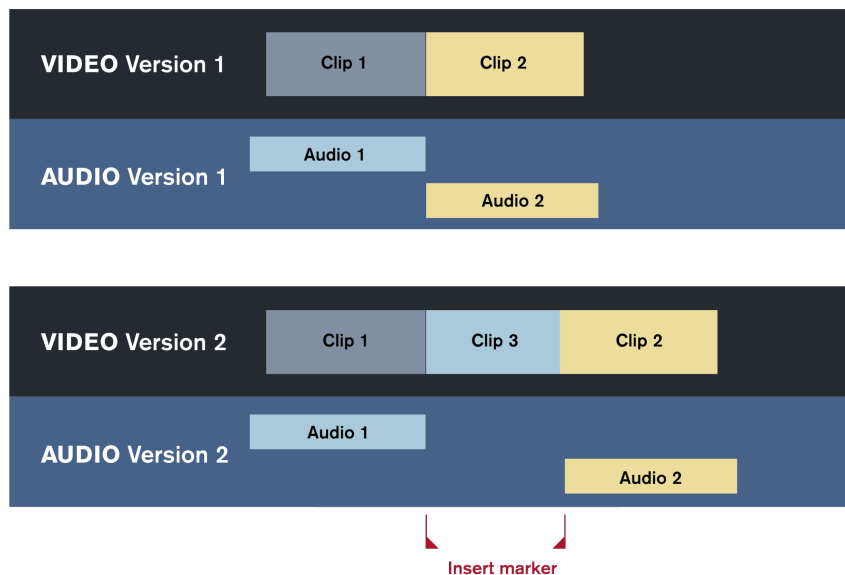 VIDEO Version 1
Clip 1
Clip 2
AUDIO Version 1
Audio 1
Audio 2
VIDEO Version 2
Clip 1
Clip 3
Clip 2
AUDIO Version 2
Audio 1
Audio 2
Insert marker